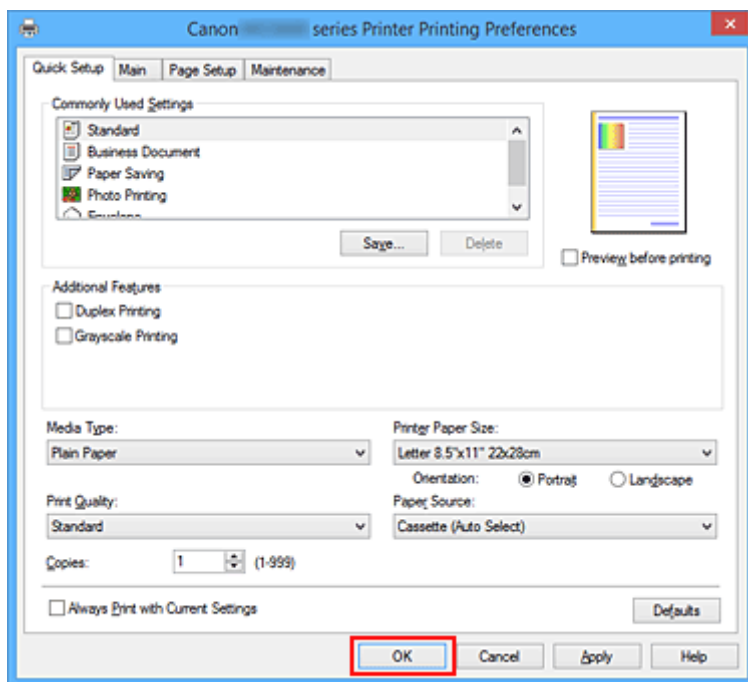 Canon series Printer Printing Preferences
Quick Setup Main Page Setup Maintenance
Commonly Used Settings
Standard
Business Document
Paper Saving
Photo Printing
Save... Delete
Preview before printing
Additional Features
Duplex Printing
Grayscale Printing
Media Type:
Plain Paper
Printer Paper Size:
Letter 8.5"x11" 22x28cm
Orientation: Portrait Landscape
Print Quality:
Standard
Paper Source:
Cassette (Auto Select)
Copies: 1 (1-999)
Always Print with Current Settings
Defaults
OK Cancel Apply Help